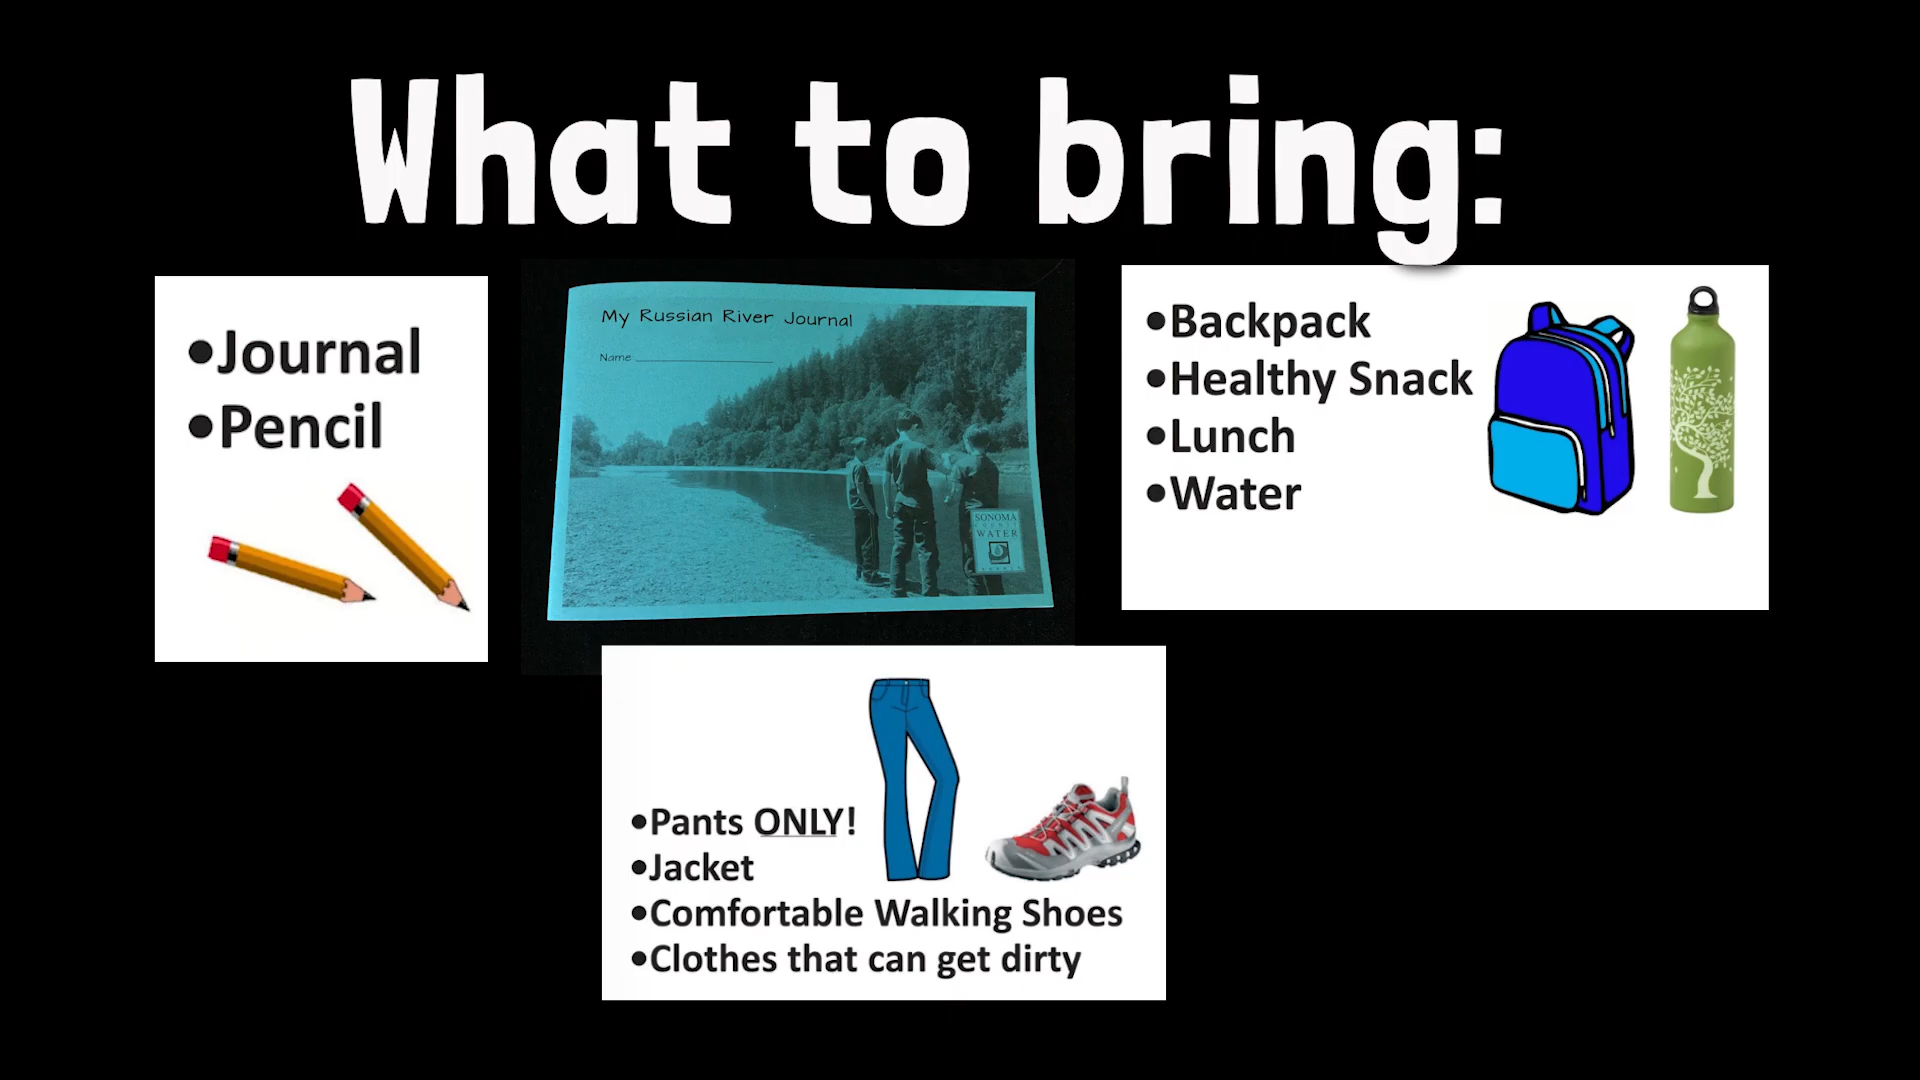 What to bring:
•Journal
•Pencil
My Russian River Journal
Name
SONOMA
WATER
•Backpack
•Healthy Snack
•Lunch
•Water
•Pants ONLY!
•Jacket
•Comfortable Walking Shoes
•Clothes that can get dirty